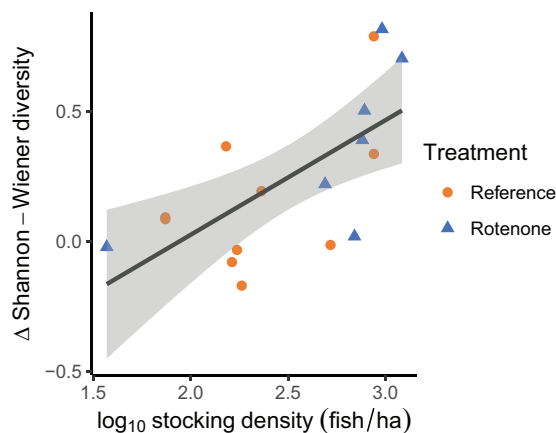 Δ Shannon – Wiener diversity
0.5
0.0
−0.5
1.5 2.0 2.5 3.0
log₁₀ stocking density (fish/ha)
Treatment
Reference
Rotenone